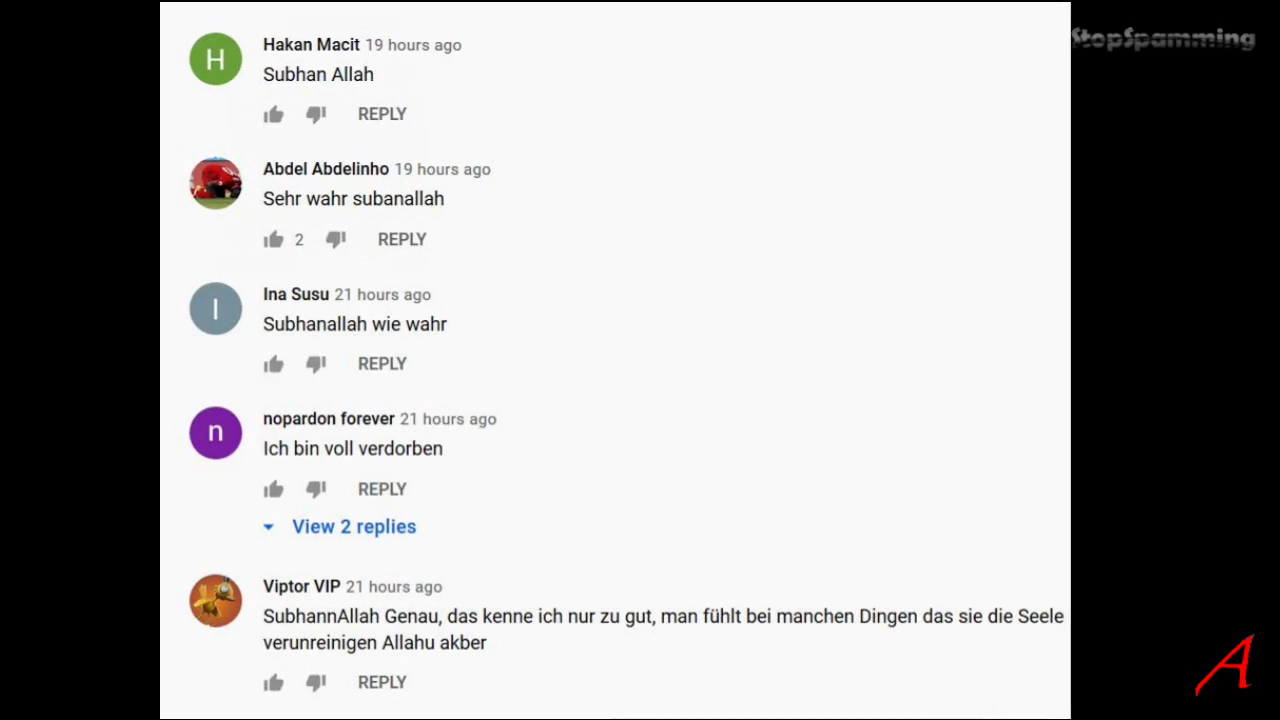 StopSpamming
H
Hakan Macit 19 hours ago
Subhan Allah
REPLY
Abdel Abdelinho 19 hours ago
Sehr wahr subanallah
2 REPLY
I
Ina Susu 21 hours ago
Subhanallah wie wahr
REPLY
n
nopardon forever 21 hours ago
Ich bin voll verdorben
REPLY
View 2 replies
Viptor VIP 21 hours ago
SubhannAllah Genau, das kenne ich nur zu gut, man fühlt bei manchen Dingen das sie die Seele
verunreinigen Allahu akber
REPLY
A